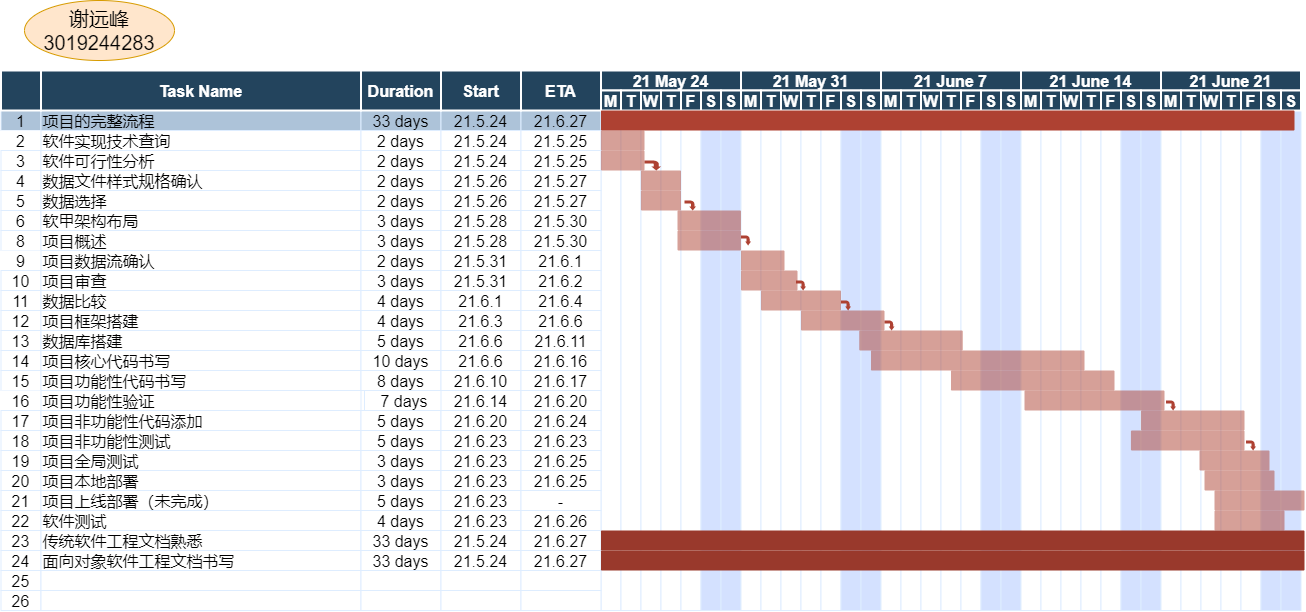 谢远峰
3019244283
Task Name Duration Start ETA 21 May 24 21 May 31 21 June 7 21 June 14 21 June 21
M T W T F S S M T W T F S S M T W T F S S M T W T F S S M T W T F S S
1 项目的完整流程 33 days 21.5.24 21.6.27
2 软件实现技术查询 2 days 21.5.24 21.5.25
3 软件可行性分析 2 days 21.5.24 21.5.25
4 数据文件样式规格确认 2 days 21.5.26 21.5.27
5 数据选择 2 days 21.5.26 21.5.27
6 软甲架构布局 3 days 21.5.28 21.5.30
8 项目概述 3 days 21.5.28 21.5.30
9 项目数据流确认 2 days 21.5.31 21.6.1
10 项目审查 3 days 21.5.31 21.6.2
11 数据比较 4 days 21.6.1 21.6.4
12 项目框架搭建 4 days 21.6.3 21.6.6
13 数据库搭建 5 days 21.6.6 21.6.11
14 项目核心代码书写 10 days 21.6.6 21.6.16
15 项目功能性代码书写 8 days 21.6.10 21.6.17
16 项目功能性验证 7 days 21.6.14 21.6.20
17 项目非功能性代码添加 5 days 21.6.20 21.6.24
18 项目非功能性测试 5 days 21.6.23 21.6.23
19 项目全局测试 3 days 21.6.23 21.6.25
20 项目本地部署 3 days 21.6.23 21.6.25
21 项目上线部署（未完成） 5 days 21.6.23 -
22 软件测试 4 days 21.6.23 21.6.26
23 传统软件工程文档熟悉 33 days 21.5.24 21.6.27
24 面向对象软件工程文档书写 33 days 21.5.24 21.6.27
25
26